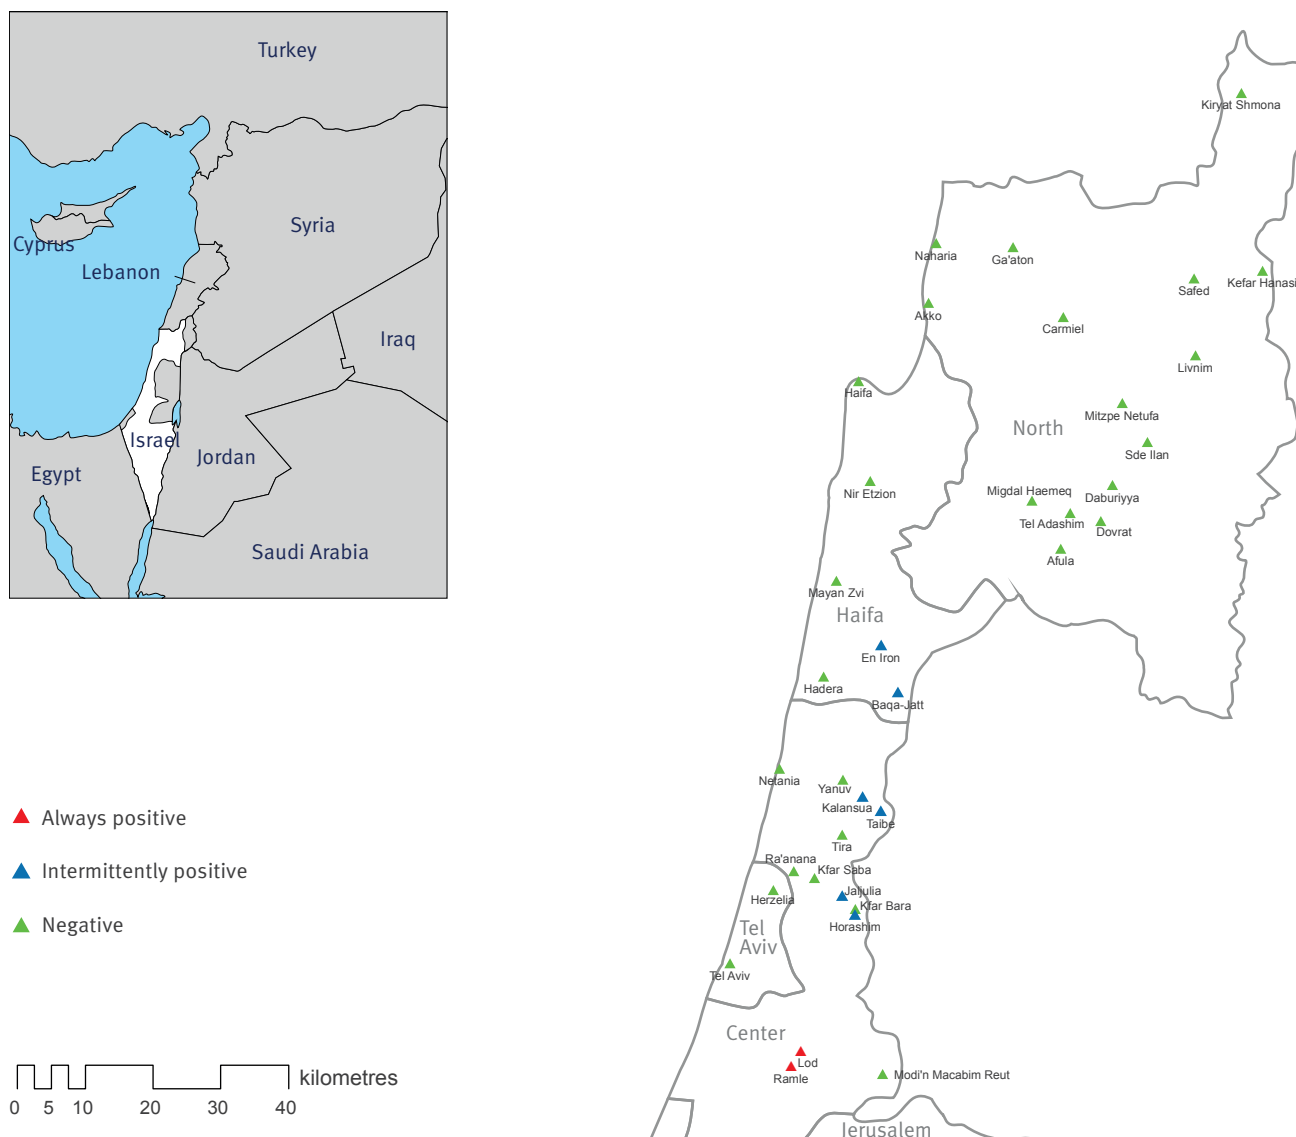 Turkey
Syria
Cyprus
Lebanon
Iraq
Israel
Jordan
Egypt
Saudi Arabia
Always positive
Intermittently positive
Negative
kilometres
0 5 10 20 30 40
Kiryat Shmona
Naharia
Ga'aton
Safed
Kefar Hanasi
Akko
Carmiel
Livnim
Haifa
Mitzpe Netufa
North
Sde Ilan
Nir Etzion
Migdal Haemeq
Daburiyya
Tel Adashim
Dovrat
Afula
Mayan Zvi
Haifa
En Iron
Hadera
Baqa-Jatt
Netania
Yanuv
Kalansua
Taibe
Tira
Ra'anana
Kfar Saba
Jaljulia
Herzelia
Kfar Bara
Horashim
Tel
Aviv
Tel Aviv
Center
Lod
Ramle
Modi'n Macabim Reut
Jerusalem